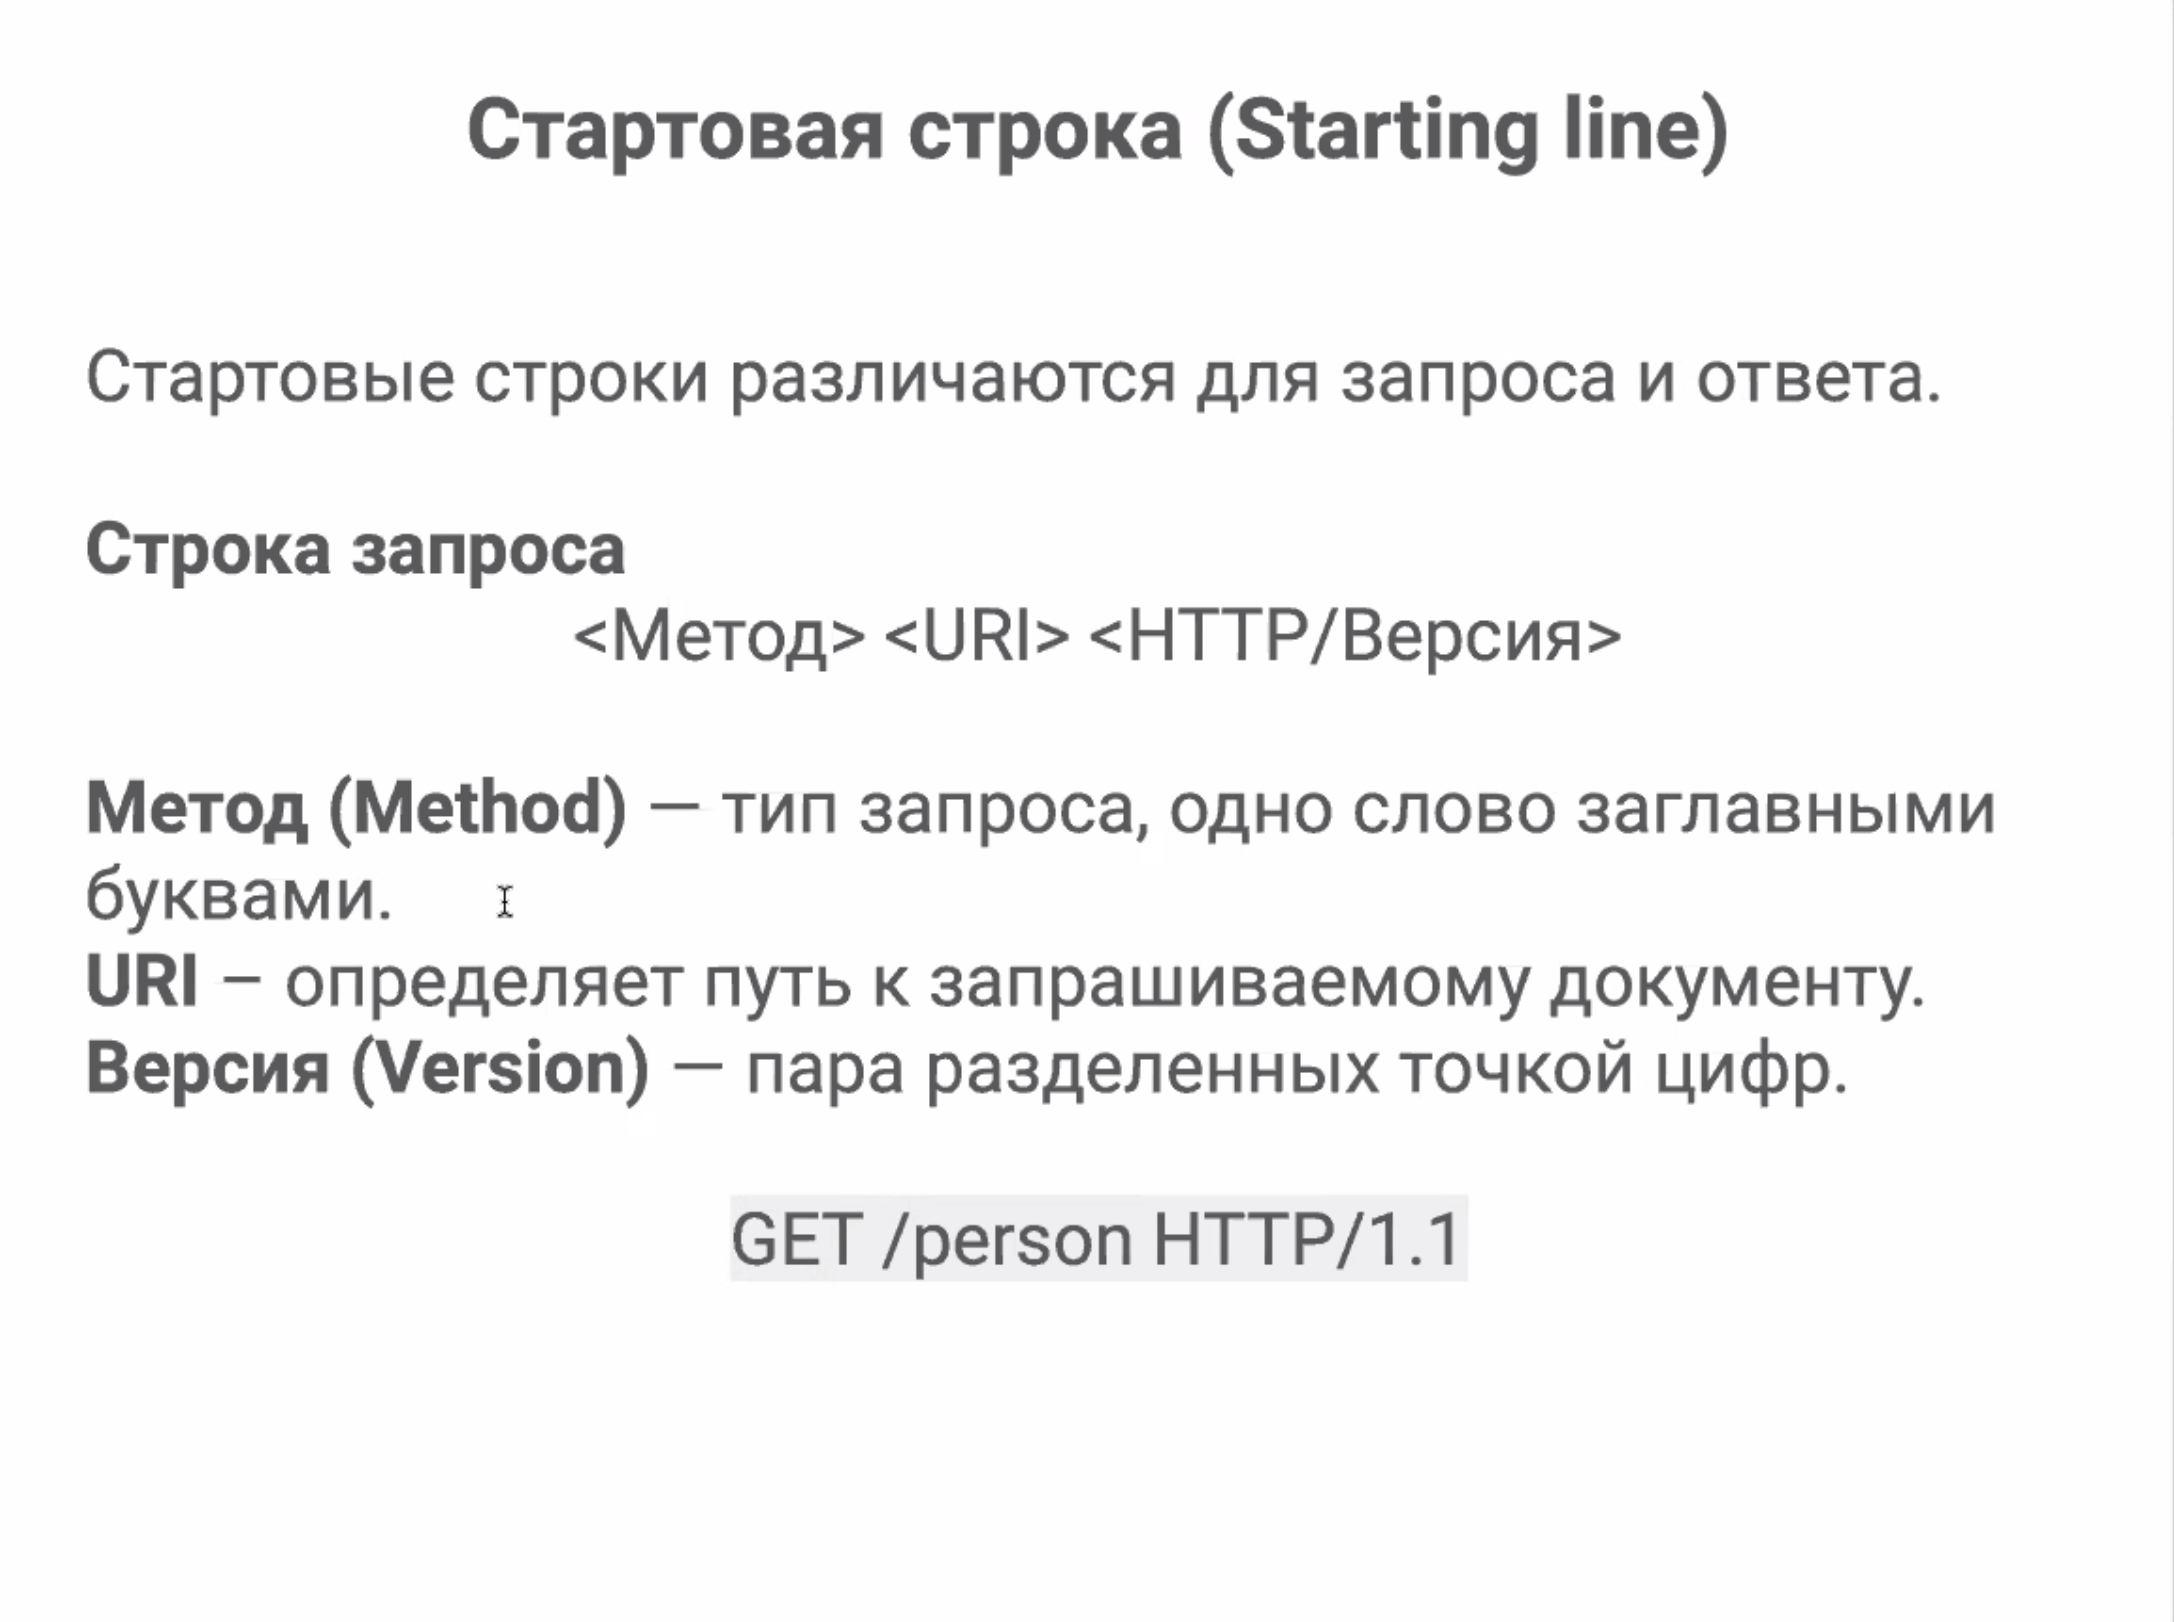 Стартовая строка (Starting line)
Стартовые строки различаются для запроса и ответа.
Строка запроса
<Метод> <URI> <HTTP/Версия>
Метод (Method) — тип запроса, одно слово заглавными
буквами.
URI – определяет путь к запрашиваемому документу.
Версия (Version) — пара разделенных точкой цифр.
GET /person HTTP/1.1